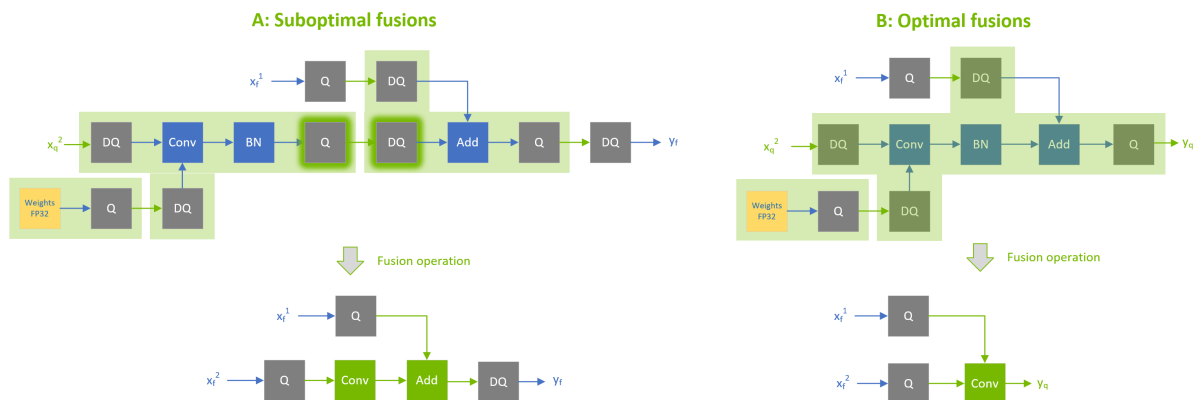 A: Suboptimal fusions
x_f^1
Q
DQ
x_q^2
DQ
Conv
BN
Q
DQ
Add
Q
DQ
y_f
Weights
FP32
Q
DQ
Fusion operation
x_f^1
Q
x_f^2
Q
Conv
Add
DQ
y_f
B: Optimal fusions
x_f^1
Q
DQ
x_q^2
DQ
Conv
BN
Add
Q
y_q
Weights
FP32
Q
DQ
Fusion operation
x_f^1
Q
x_f^2
Q
Conv
y_q